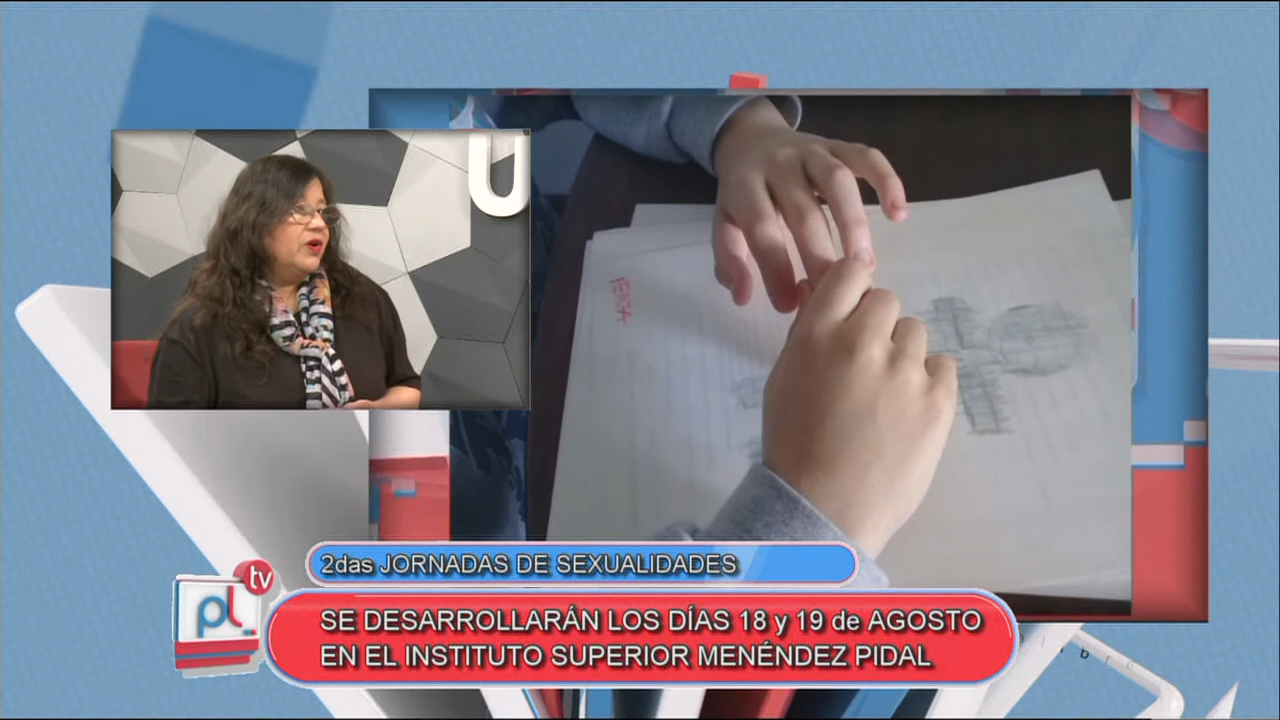 U
2das JORNADAS DE SEXUALIDADES
tv
pl
SE DESARROLLARÁN LOS DÍAS 18 y 19 de AGOSTO
EN EL INSTITUTO SUPERIOR MENÉNDEZ PIDAL
libre